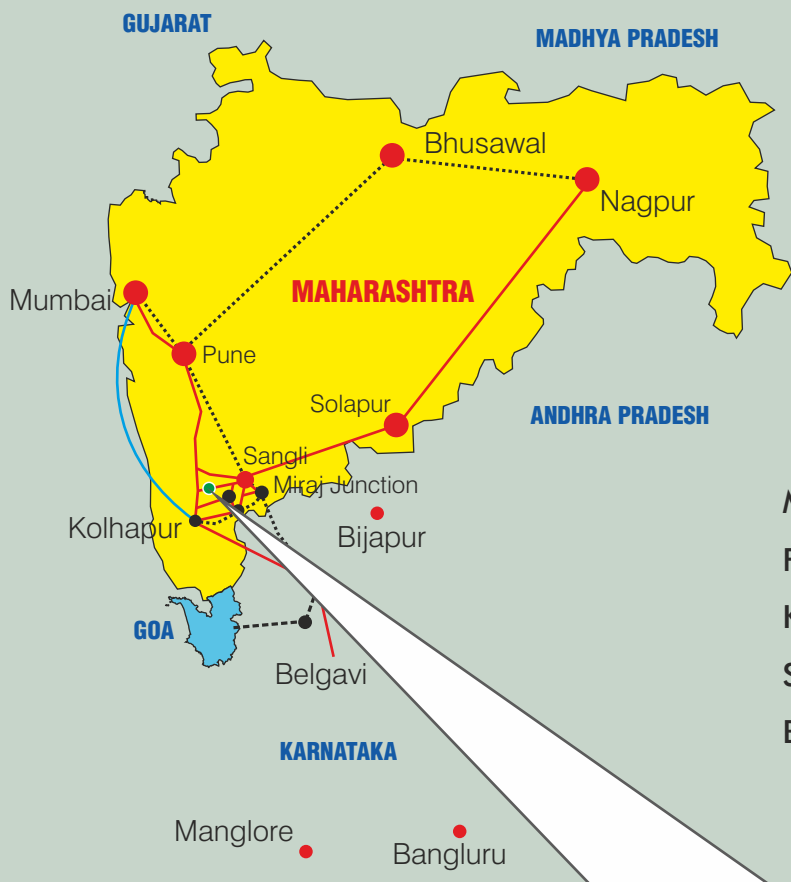 GUJARAT
MADHYA PRADESH
Bhusawal
Nagpur
Mumbai
MAHARASHTRA
Pune
Solapur
ANDHRA PRADESH
Sangli
Miraj Junction
Kolhapur
Bijapur
GOA
Belgavi
KARNATAKA
Manglore
Bangluru